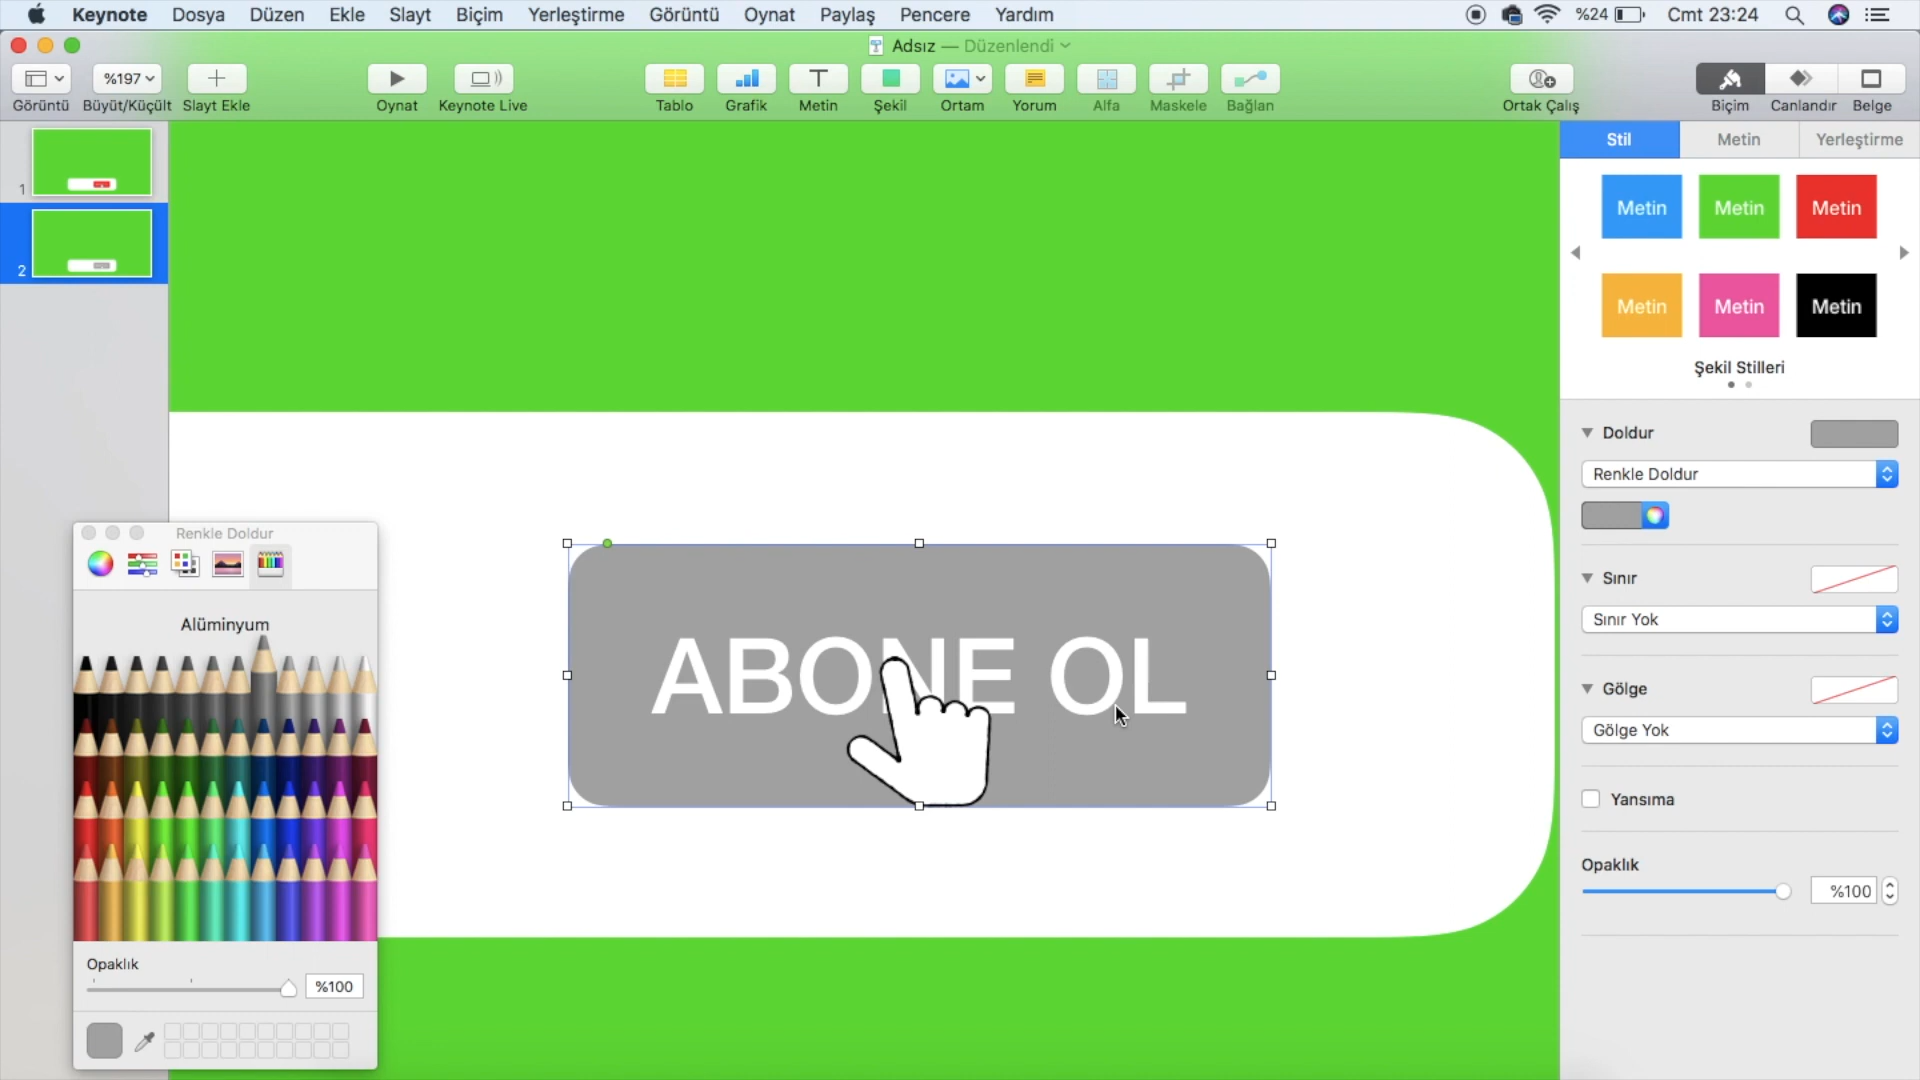 Keynote Dosya Düzen Ekle Slayt Biçim Yerleştirme Görüntü Oynat Paylaş Pencere Yardım %24 Cmt 23:24
Adsız — Düzenlendi
%197
Görüntü Büyüt/Küçült Slayt Ekle Oynat Keynote Live Tablo Grafik Metin Şekil Ortam Yorum Alfa Maskele Bağlan Ortak Çalış Biçim Canlandır Belge
Stil Metin Yerleştirme
1
2
Metin Metin Metin
Metin Metin Metin
Şekil Stilleri
Doldur
Renkle Doldur
Sınır
Sınır Yok
Gölge
Gölge Yok
Yansıma
Opaklık
%100
ABONE OL
Renkle Doldur
Alüminyum
Opaklık
%100